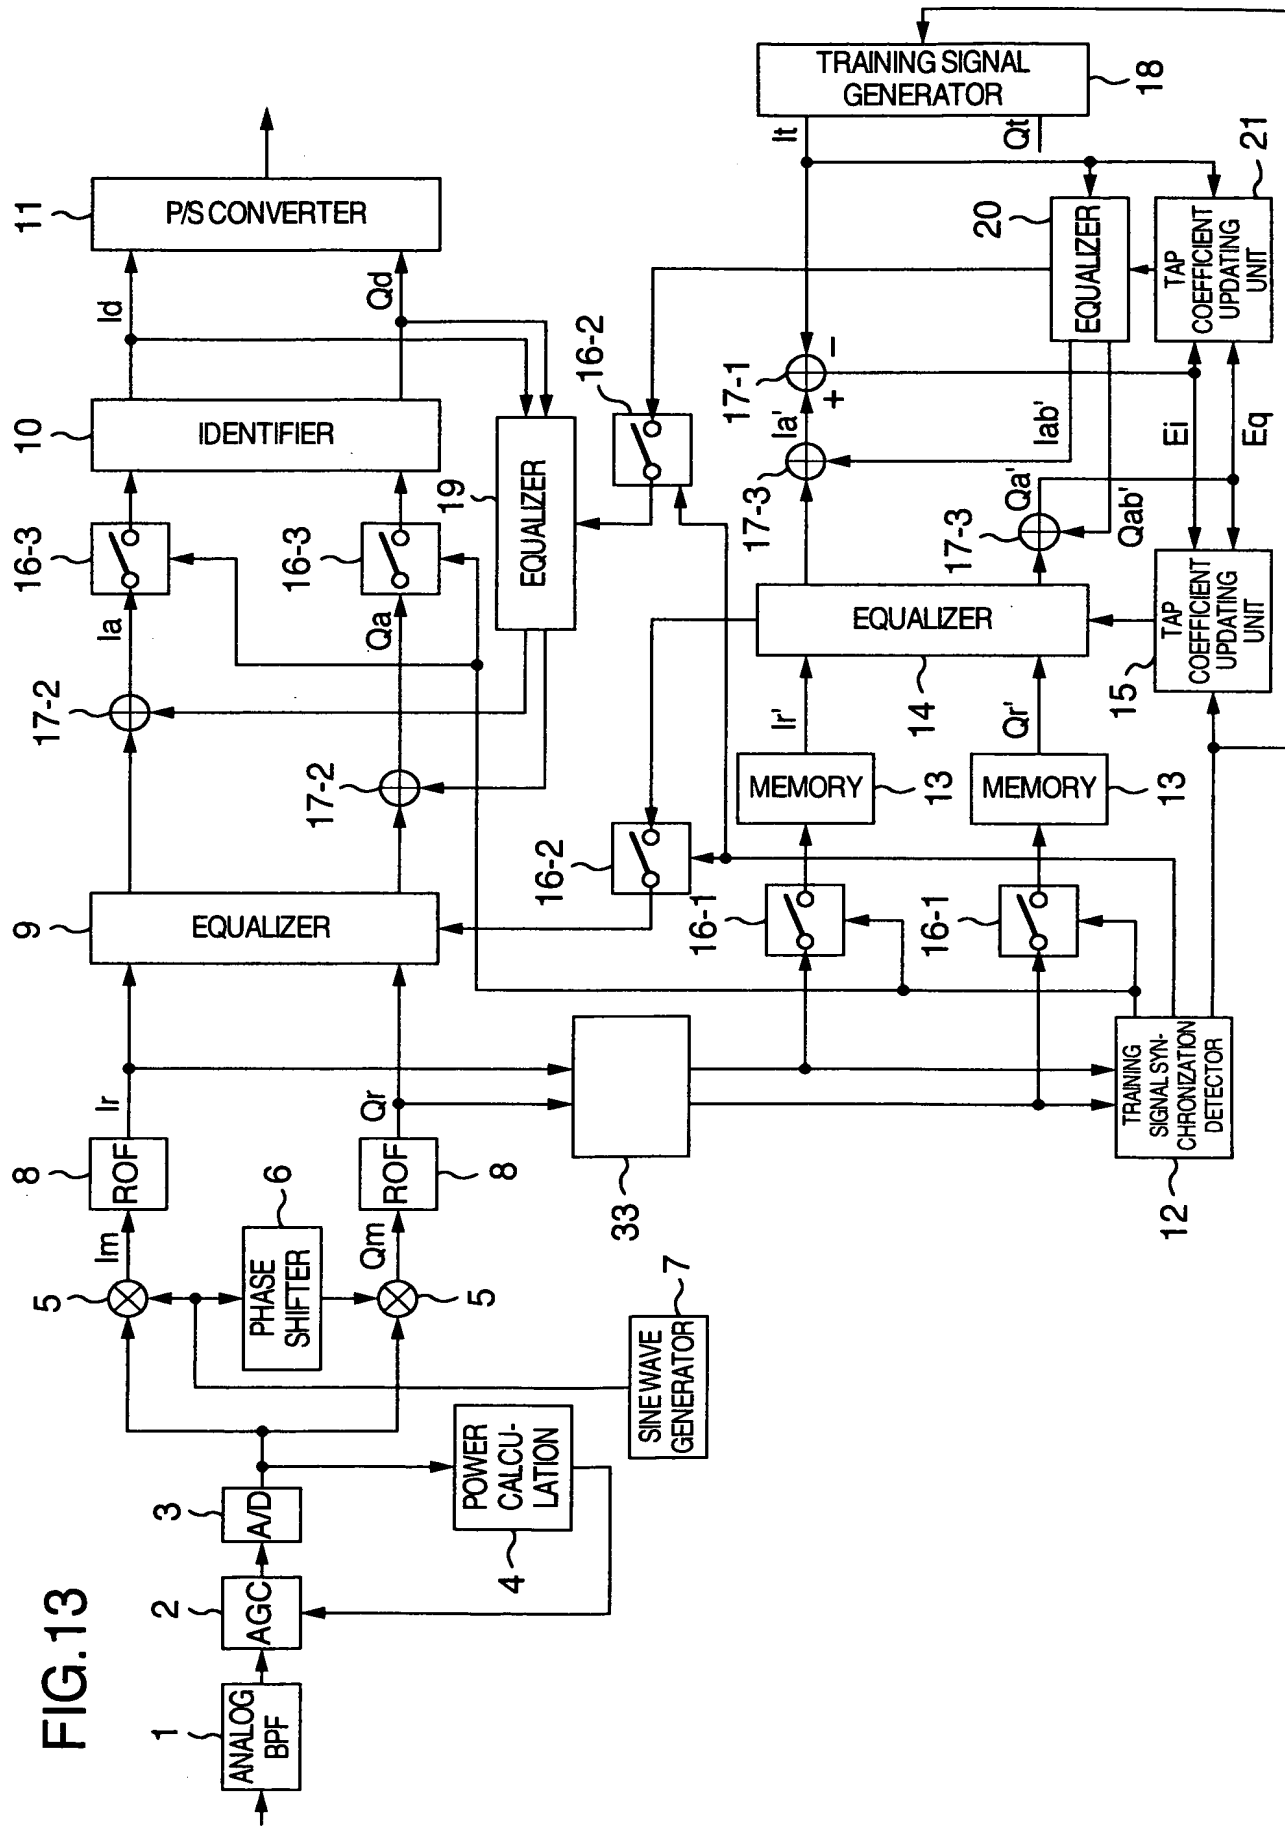 FIG.13
1
ANALOG
BPF
2
AGC
3
A/D
4
POWER
CALCU-
LATION
5
5
6
PHASE
SHIFTER
7
SINE WAVE
GENERATOR
Im
Qm
8
ROF
ROF
8
Ir
Qr
9
EQUALIZER
17-2
17-2
Ia
Qa
16-3
16-3
10
IDENTIFIER
Id
Qd
11
P/S CONVERTER
19
EQUALIZER
16-2
16-2
33
12
TRAINING
SIGNAL SYN-
CHRONIZATION
DETECTOR
16-1
16-1
MEMORY
13
MEMORY
13
Ir'
Qr'
14
EQUALIZER
15
TAP
COEFFICIENT
UPDATING
UNIT
17-3
17-3
Ia'
Qa'
Iab'
Qab'
17-1
+
−
Ei
Eq
20
EQUALIZER
21
TAP
COEFFICIENT
UPDATING
UNIT
It
Qt
18
TRAINING SIGNAL
GENERATOR